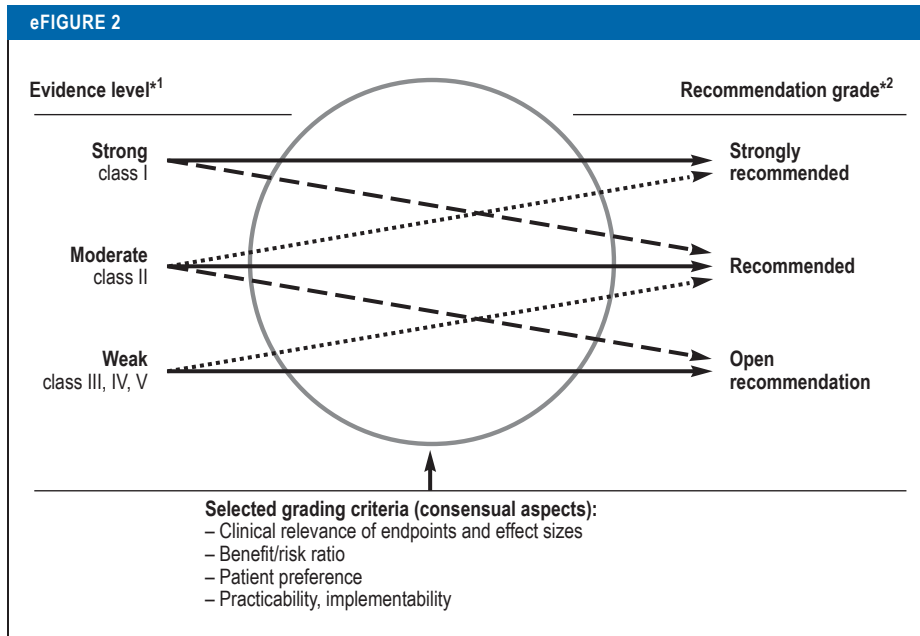 eFIGURE 2
Evidence level*1
Recommendation grade*2
Strong
class I
Strongly
recommended
Moderate
class II
Recommended
Weak
class III, IV, V
Open
recommendation
Selected grading criteria (consensual aspects):
– Clinical relevance of endpoints and effect sizes
– Benefit/risk ratio
– Patient preference
– Practicability, implementability